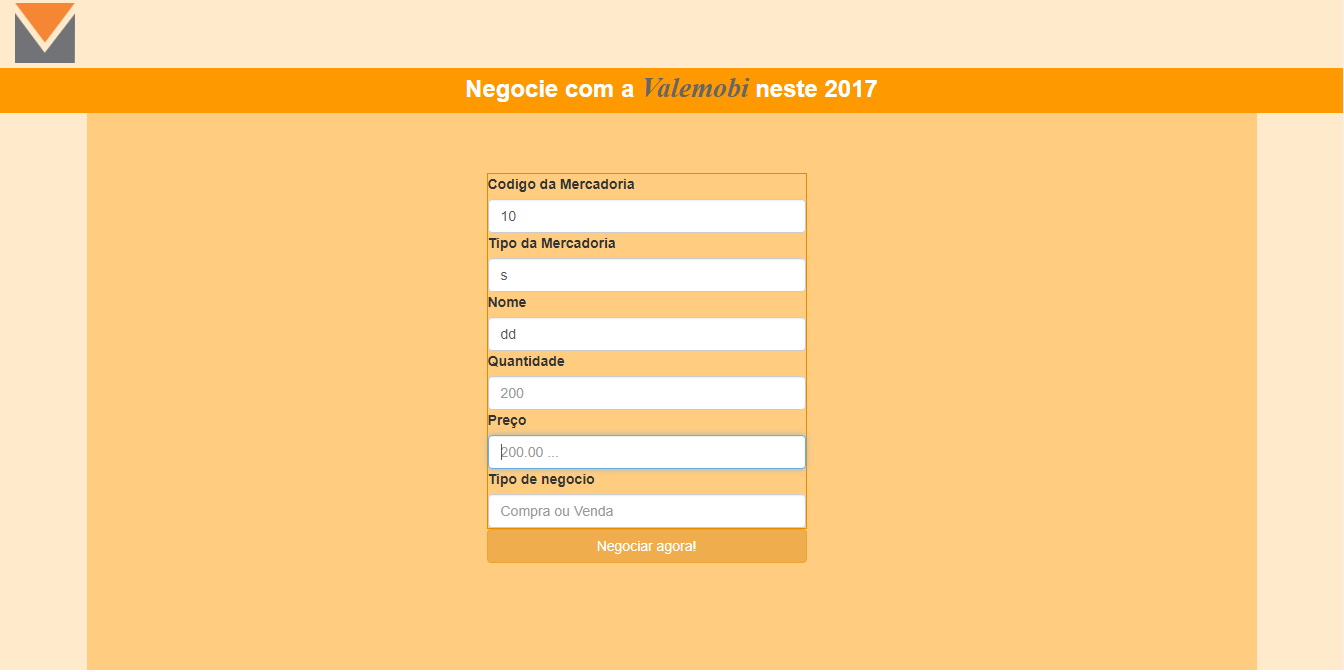 Negocie com a Valemobi neste 2017
Codigo da Mercadoria
10
Tipo da Mercadoria
s
Nome
dd
Quantidade
200
Preço
200.00 ...
Tipo de negocio
Compra ou Venda
Negociar agora!